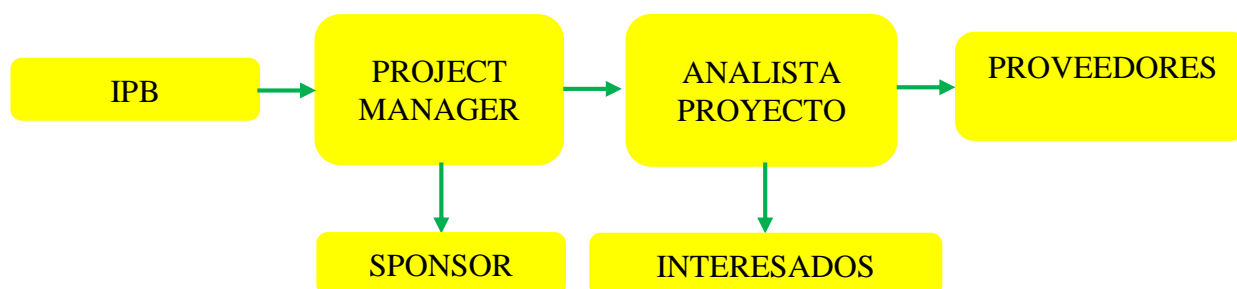 IPB
PROJECT
MANAGER
ANALISTA
PROYECTO
PROVEEDORES
SPONSOR
INTERESADOS